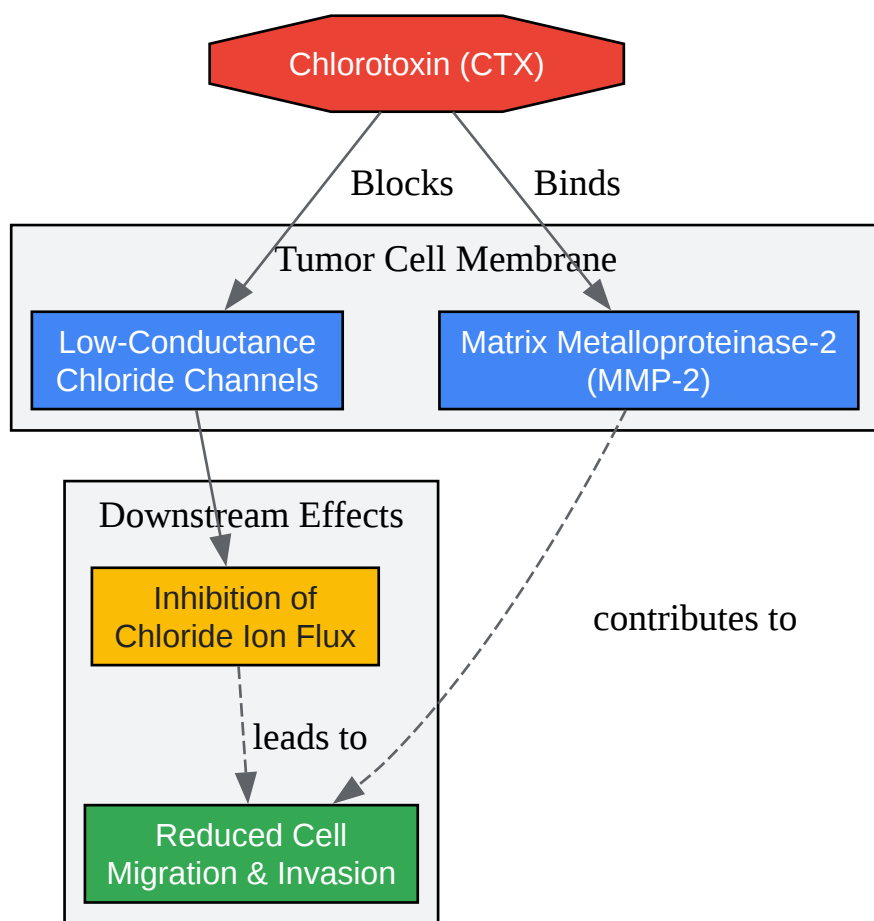 Chlorotoxin (CTX)
Blocks
Binds
Tumor Cell Membrane
Low-Conductance
Chloride Channels
Matrix Metalloproteinase-2
(MMP-2)
Downstream Effects
Inhibition of
Chloride Ion Flux
contributes to
leads to
Reduced Cell
Migration & Invasion